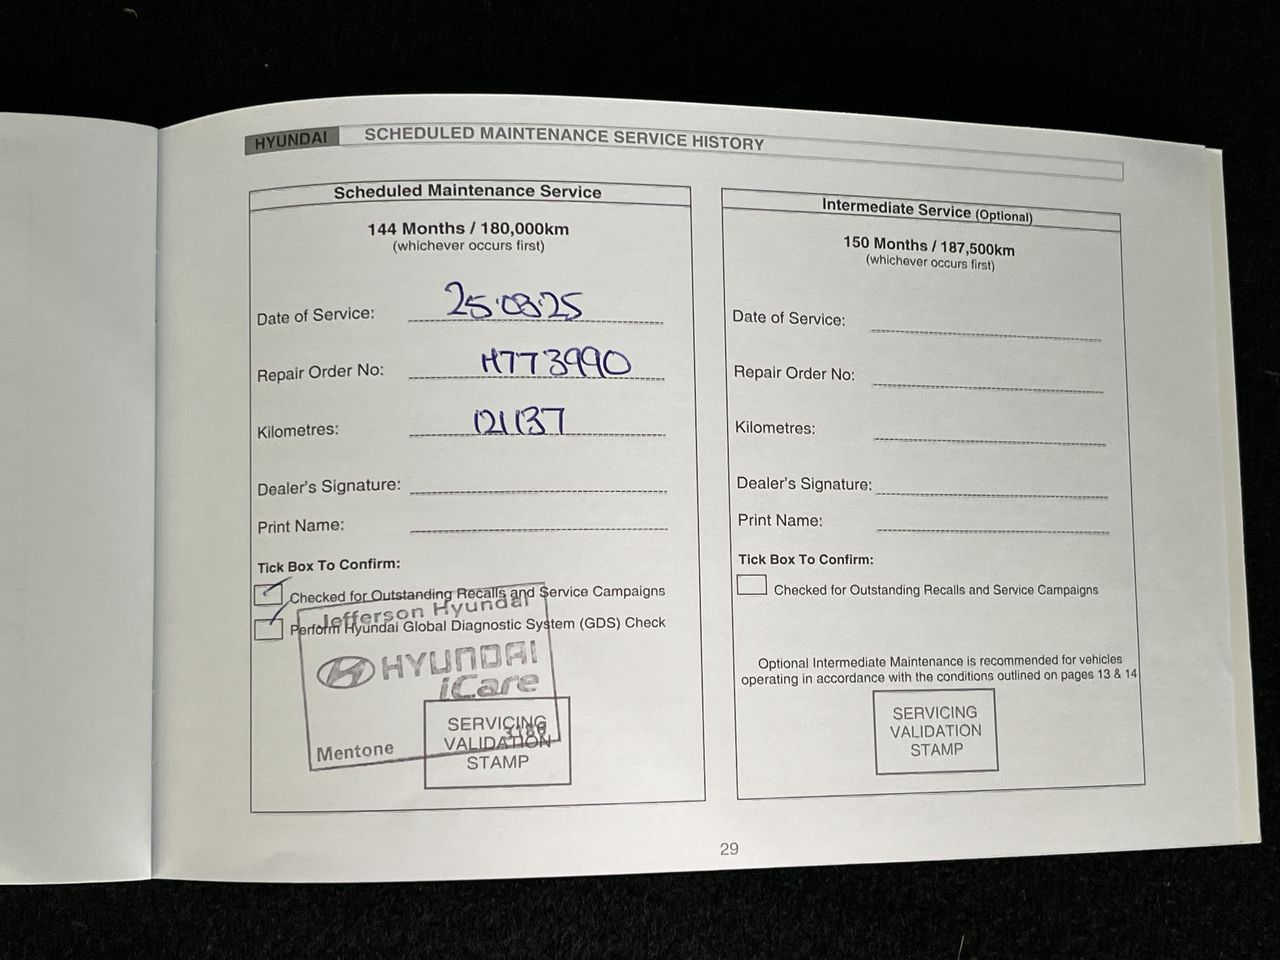 HYUNDAI SCHEDULED MAINTENANCE SERVICE HISTORY
Scheduled Maintenance Service
144 Months / 180,000km
(whichever occurs first)
Date of Service: 25.03.25
Repair Order No: H773990
Kilometres: 121137
Dealer's Signature:
Print Name:
Tick Box To Confirm:
Checked for Outstanding Recalls and Service Campaigns
Perform Hyundai Global Diagnostic System (GDS) Check
Jefferson Hyundai
HYUNDAI
iCare
Mentone
SERVICING
VALIDATION
STAMP
Intermediate Service (Optional)
150 Months / 187,500km
(whichever occurs first)
Date of Service:
Repair Order No:
Kilometres:
Dealer's Signature:
Print Name:
Tick Box To Confirm:
Checked for Outstanding Recalls and Service Campaigns
Optional Intermediate Maintenance is recommended for vehicles
operating in accordance with the conditions outlined on pages 13 & 14
SERVICING
VALIDATION
STAMP
29